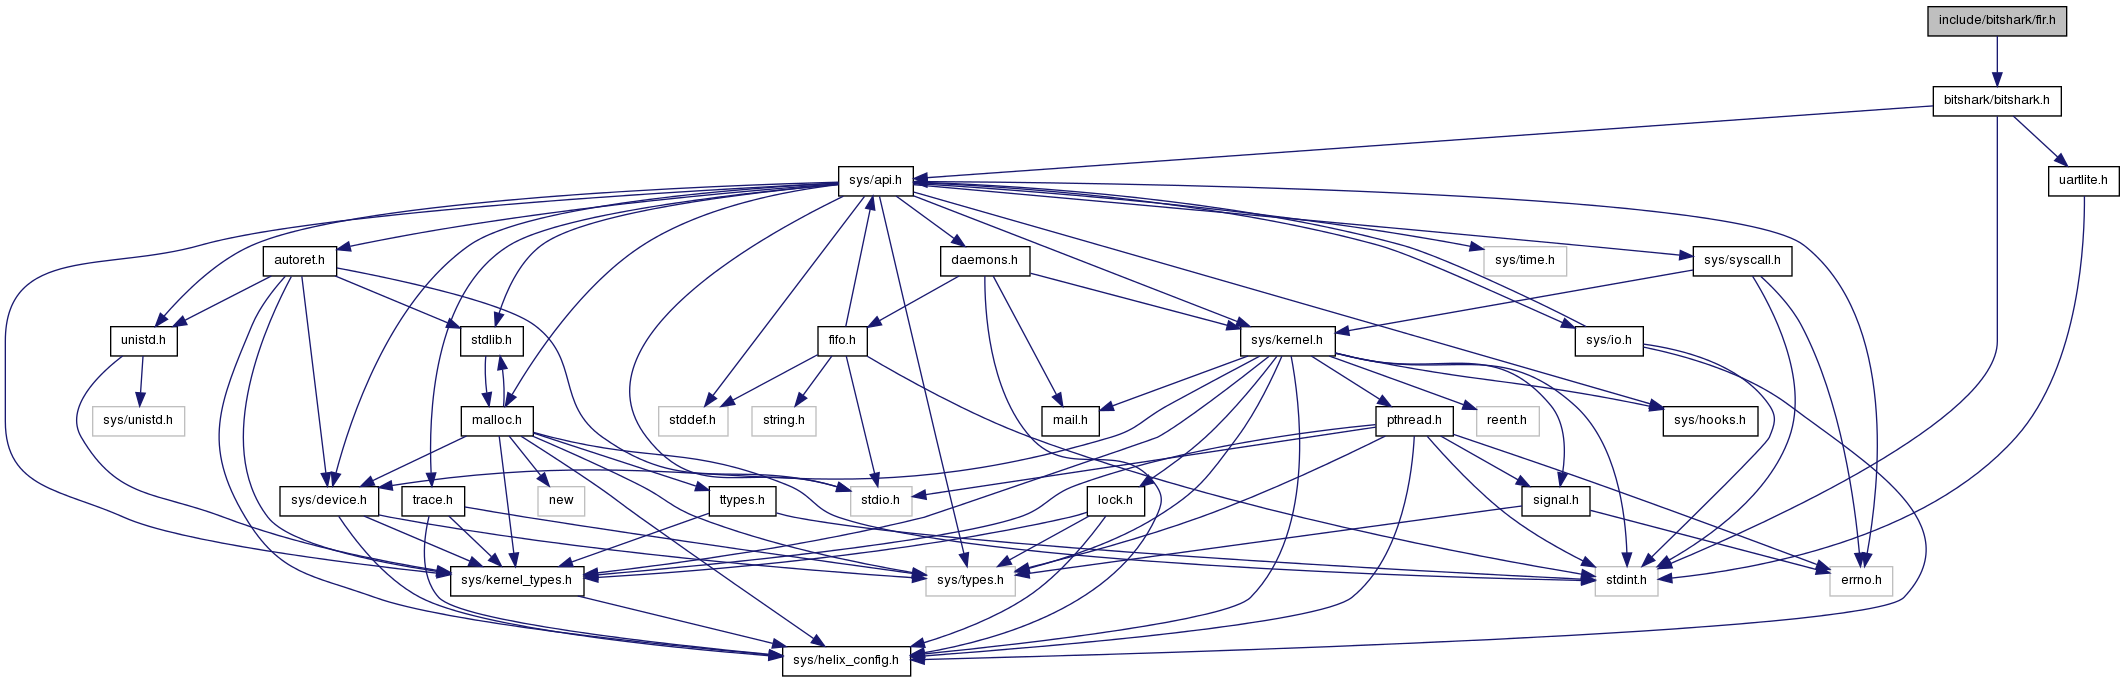 include/bitshark/fir.h
bitshark/bitshark.h
sys/api.h
uartlite.h
autoret.h
daemons.h
sys/time.h
sys/syscall.h
unistd.h
stdlib.h
fifo.h
sys/kernel.h
sys/io.h
sys/unistd.h
malloc.h
stddef.h
string.h
mail.h
pthread.h
reent.h
sys/hooks.h
sys/device.h
trace.h
new
ttypes.h
stdio.h
lock.h
signal.h
sys/kernel_types.h
sys/types.h
stdint.h
errno.h
sys/helix_config.h